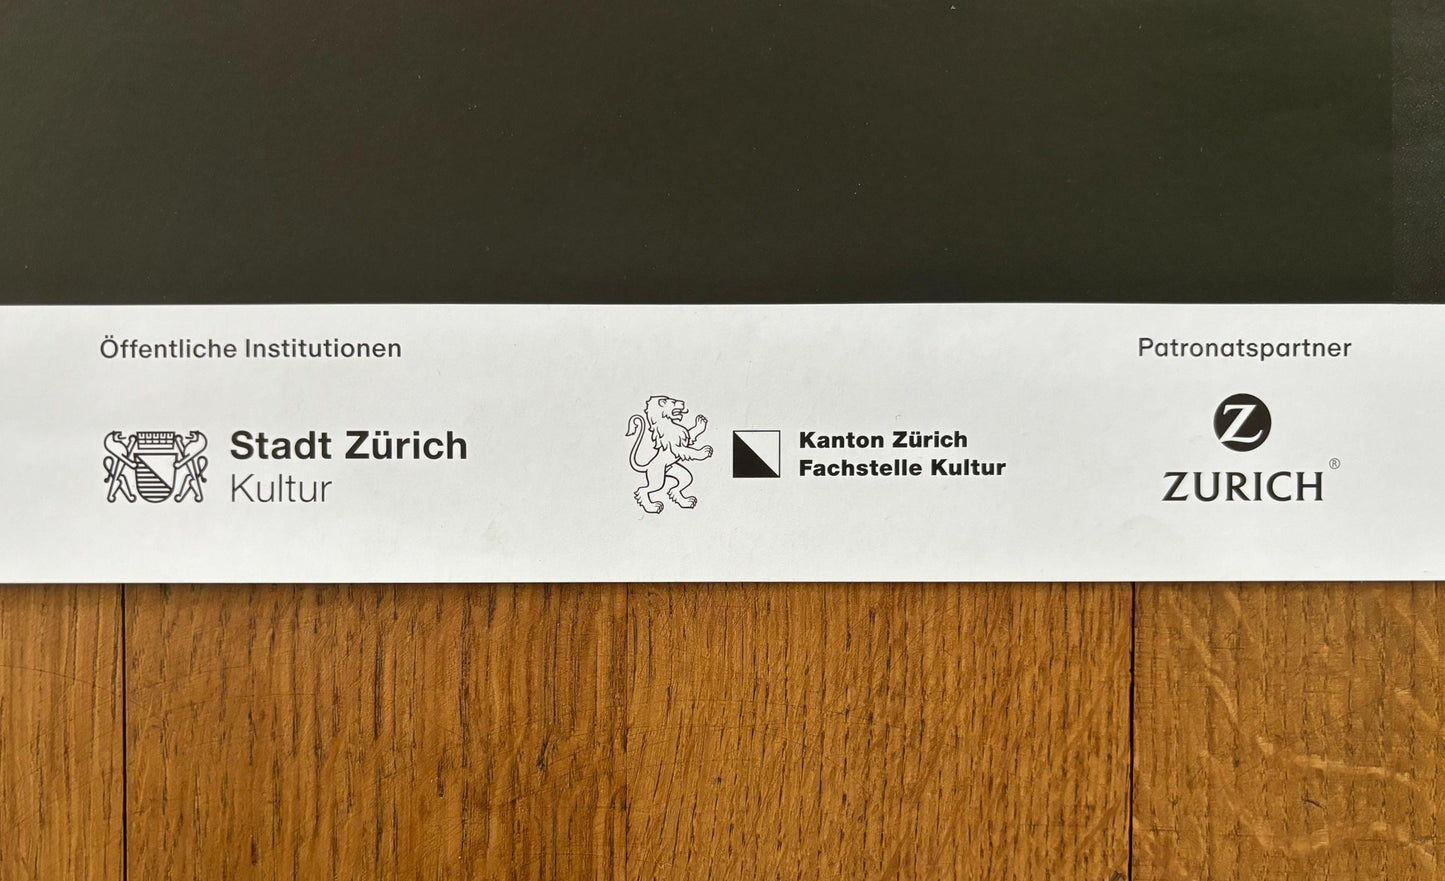 Öffentliche Institutionen
Patronatspartner
Stadt Zürich
Kultur
Kanton Zürich
Fachstelle Kultur
Z
ZURICH®